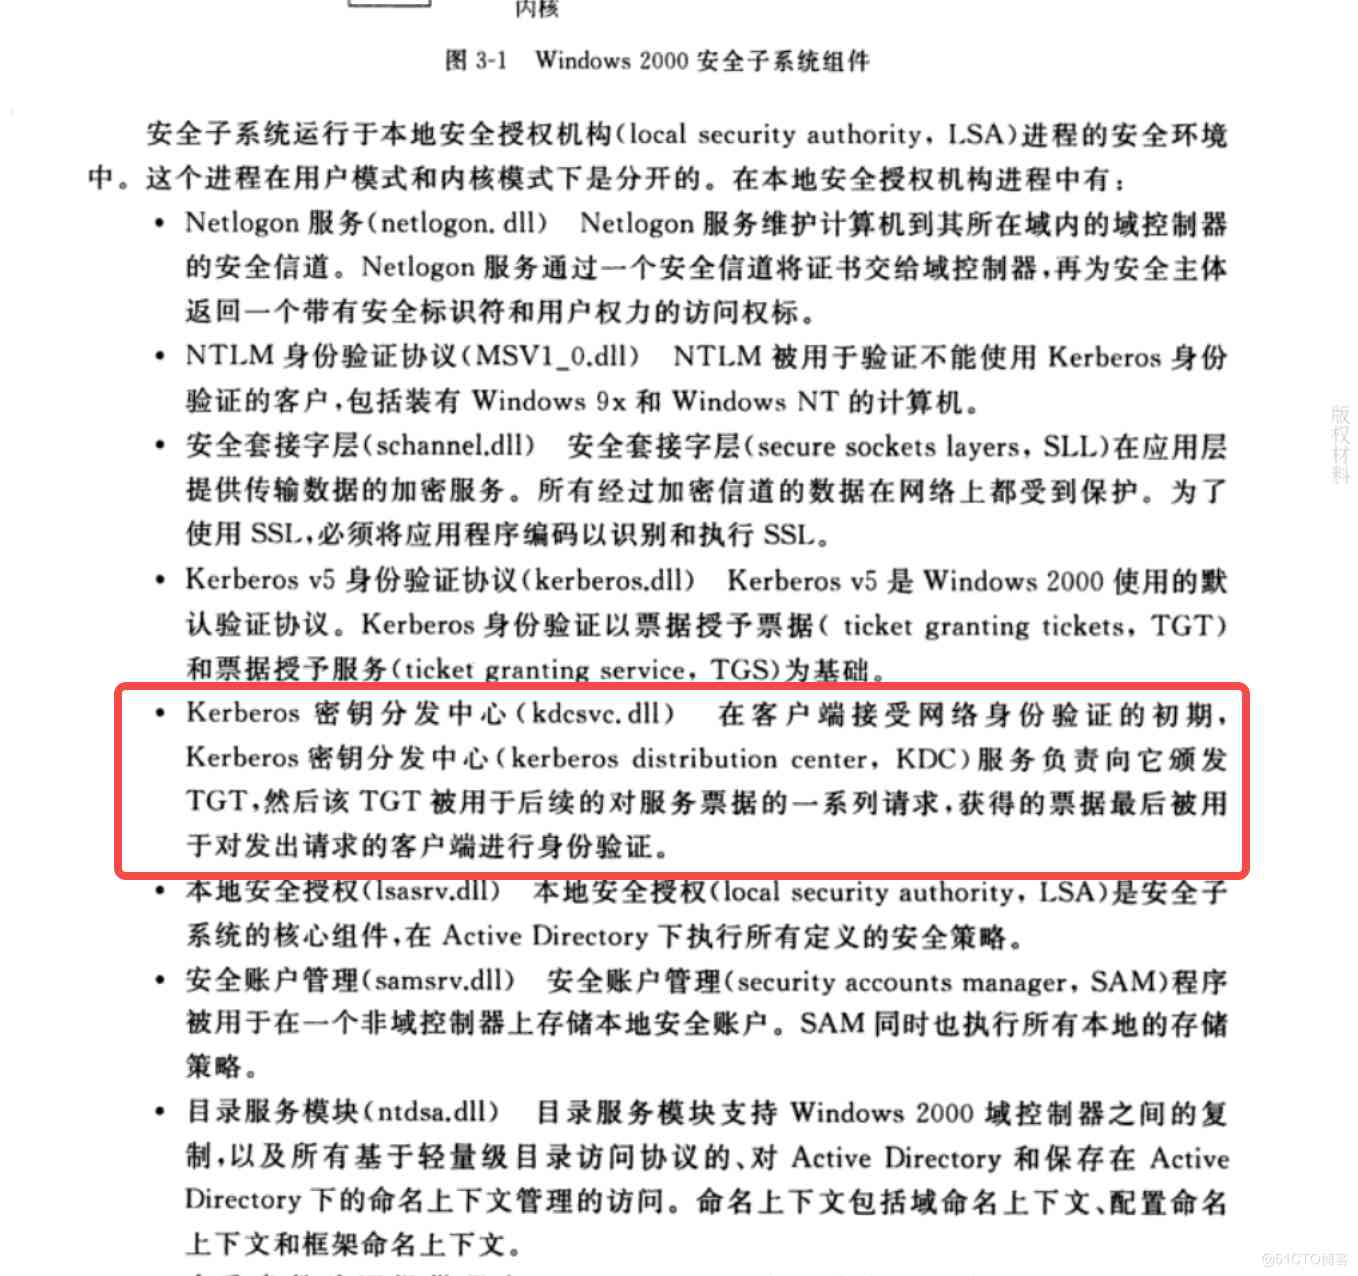 内核
图 3-1 Windows 2000 安全子系统组件
安全子系统运行于本地安全授权机构(local security authority, LSA)进程的安全环境
中。这个进程在用户模式和内核模式下是分开的。在本地安全授权机构进程中有:
• Netlogon 服务(netlogon. dll) Netlogon 服务维护计算机到其所在域内的域控制器
的安全信道。Netlogon 服务通过一个安全信道将证书交给域控制器,再为安全主体
返回一个带有安全标识符和用户权力的访问权标。
• NTLM 身份验证协议(MSV1_0.dll) NTLM 被用于验证不能使用 Kerberos 身份
验证的客户,包括装有 Windows 9x 和 Windows NT 的计算机。
• 安全套接字层(schannel.dll) 安全套接字层(secure sockets layers, SLL)在应用层
提供传输数据的加密服务。所有经过加密信道的数据在网络上都受到保护。为了
使用 SSL,必须将应用程序编码以识别和执行 SSL。
• Kerberos v5 身份验证协议(kerberos.dll) Kerberos v5 是 Windows 2000 使用的默
认验证协议。Kerberos 身份验证以票据授予票据( ticket granting tickets, TGT)
和票据授予服务(ticket granting service, TGS)为基础。
• Kerberos 密钥分发中心(kdcsvc. dll) 在客户端接受网络身份验证的初期,
Kerberos 密钥分发中心(kerberos distribution center, KDC)服务负责向它颁发
TGT,然后该 TGT 被用于后续的对服务票据的一系列请求,获得的票据最后被用
于对发出请求的客户端进行身份验证。
• 本地安全授权(lsasrv.dll) 本地安全授权(local security authority, LSA)是安全子
系统的核心组件,在 Active Directory 下执行所有定义的安全策略。
• 安全账户管理(samsrv.dll) 安全账户管理(security accounts manager, SAM)程序
被用于在一个非域控制器上存储本地安全账户。SAM 同时也执行所有本地的存储
策略。
• 目录服务模块(ntdsa.dll) 目录服务模块支持 Windows 2000 域控制器之间的复
制,以及所有基于轻量级目录访问协议的、对 Active Directory 和保存在 Active
Directory 下的命名上下文管理的访问。命名上下文包括域命名上下文、配置命名
上下文和框架命名上下文。
版权材料
@51CTO博客